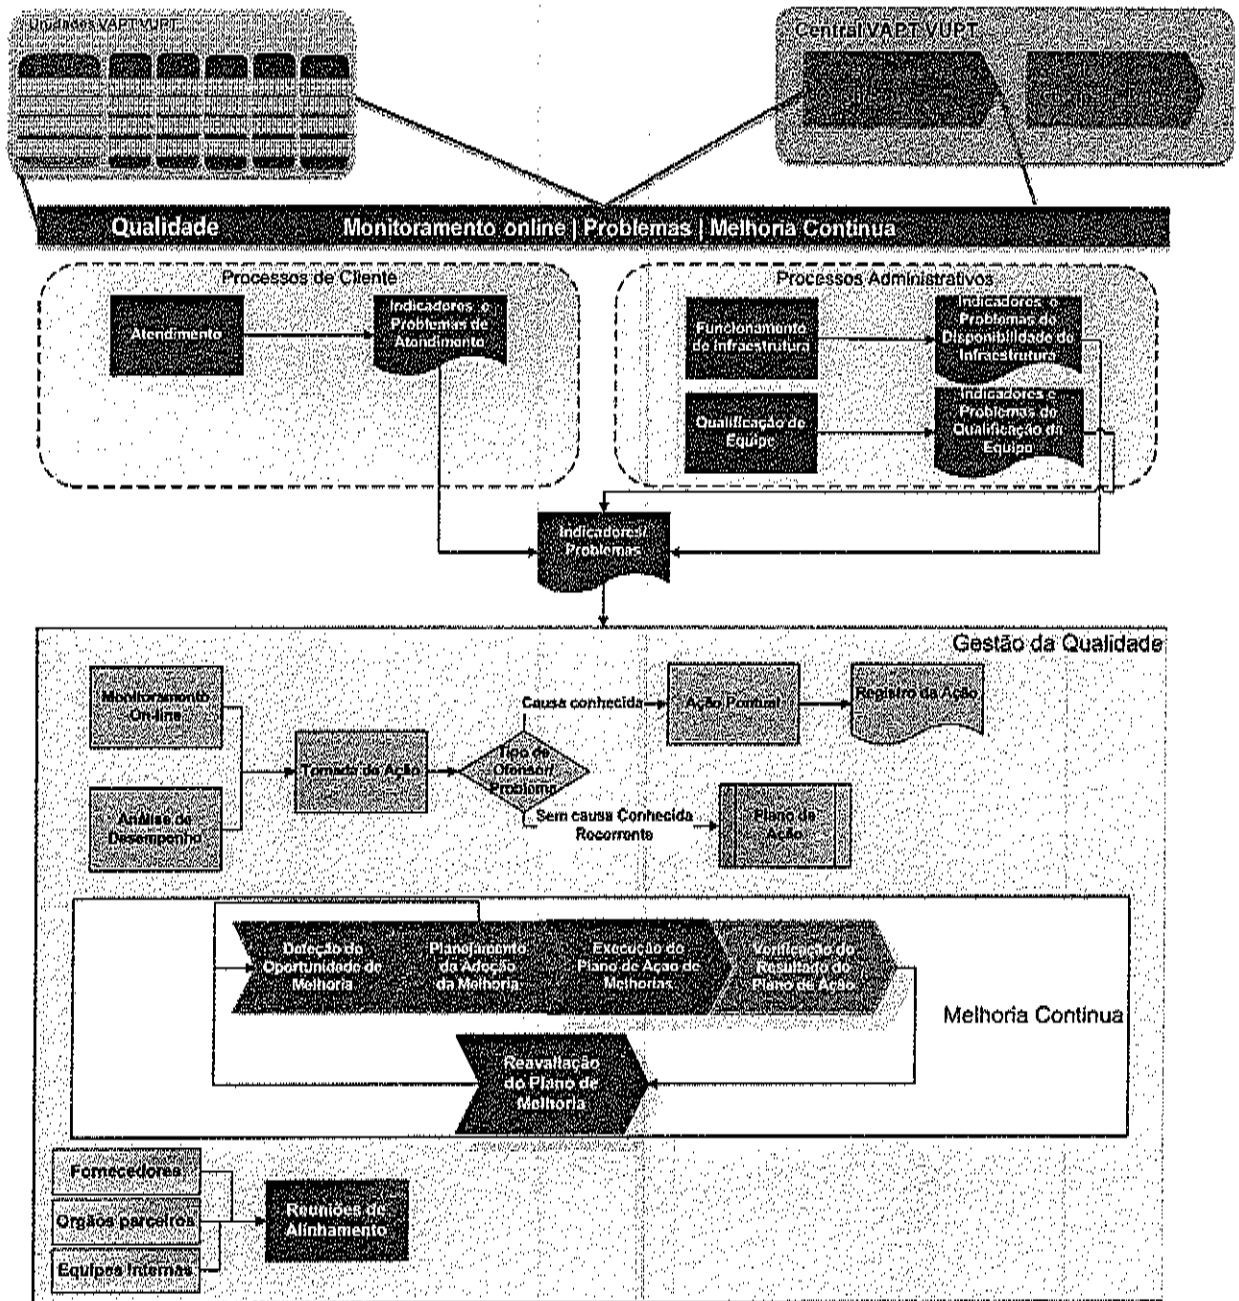 Unidades VAPT VUPT
Central VAPT VUPT
Qualidade
Monitoramento online | Problemas | Melhoria Continua
Processos de Cliente
Processos Administrativos
Atendimento
Indicadores e
Problemas de
Atendimento
Funcionamento
de Infraestrutura
Indicadores e
Problemas de
Disponibilidade de
Infraestrutura
Qualificação de
Equipe
Indicadores e
Problemas de
Qualificação da
Equipe
Indicadores/
Problemas
Gestão da Qualidade
Monitoramento
On-line
Análise de
Desempenho
Tomada de Ação
Tipo de
Ofensor/
Problema
Causa conhecida
Ação Pontual
Registro da Ação
Sem causa Conhecida
Recorrente
Plano de
Ação
Deteção de
Oportunidade de
Melhoria
Planejamento
da Adoção
da Melhoria
Execução do
Plano de Ação de
Melhorias
Verificação do
Resultado do
Plano de Ação
Melhoria Continua
Reavaliação
do Plano de
Melhoria
Fornecedores
Orgãos parceiros
Equipes Internas
Reuniões de
Alinhamento